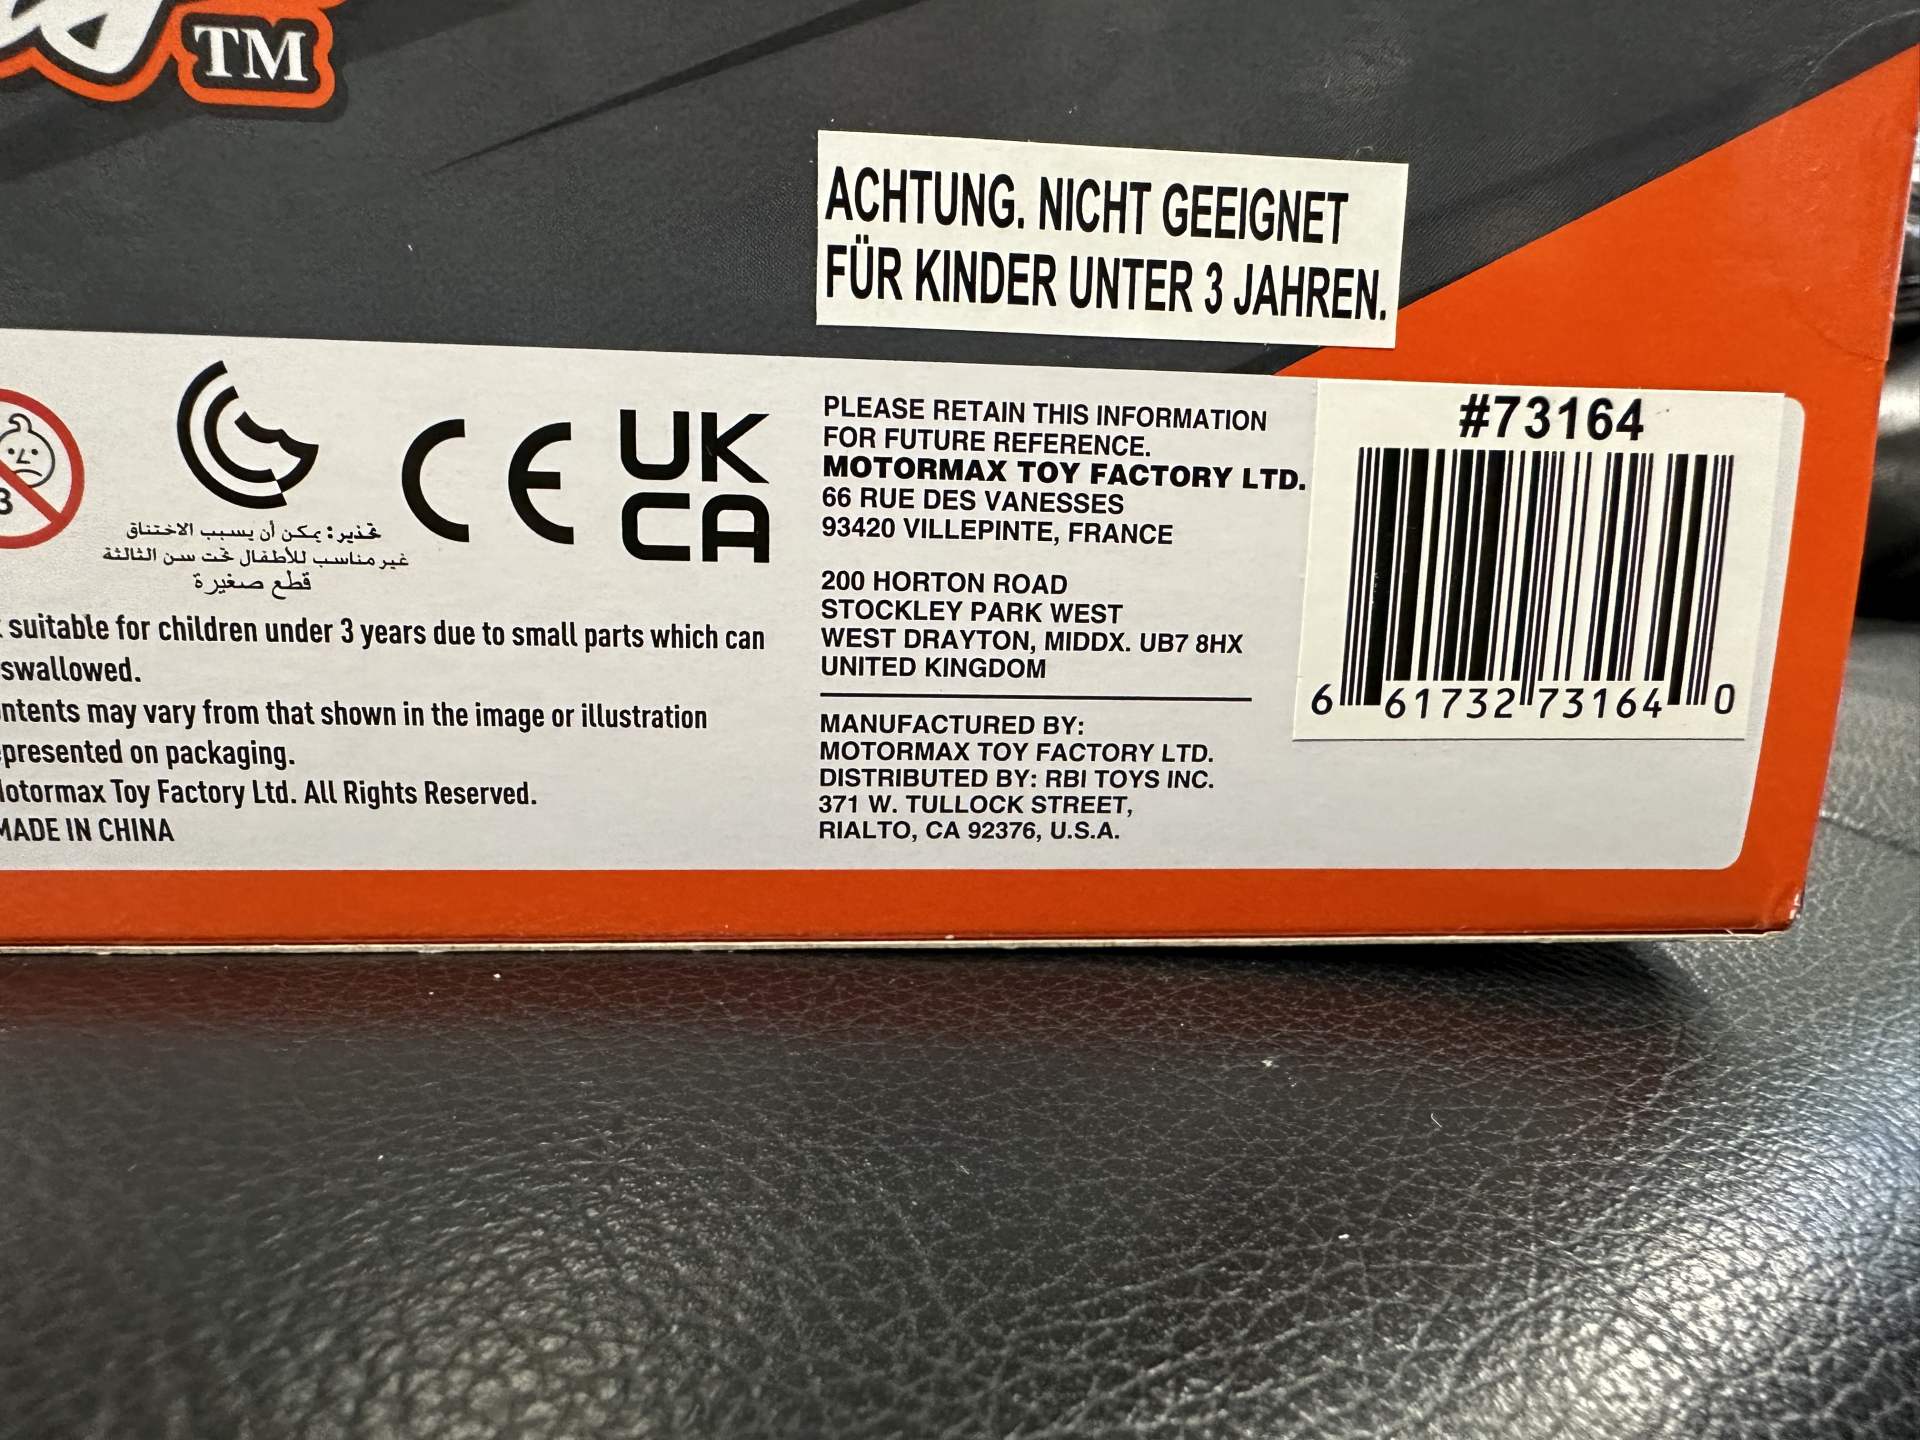 TM
ACHTUNG. NICHT GEEIGNET
FÜR KINDER UNTER 3 JAHREN.
3
تحذير: يمكن أن يسبب الاختناق
غير مناسب للأطفال تحت سن الثالثة
قطع صغيرة
CE
UK
CA
suitable for children under 3 years due to small parts which can
swallowed.
may vary from that shown in the image or illustration
on packaging.
Toy Factory Ltd. All Rights Reserved.
MADE IN CHINA
PLEASE RETAIN THIS INFORMATION
FOR FUTURE REFERENCE.
MOTORMAX TOY FACTORY LTD.
66 RUE DES VANESSES
93420 VILLEPINTE, FRANCE
200 HORTON ROAD
STOCKLEY PARK WEST
WEST DRAYTON, MIDDX. UB7 8HX
UNITED KINGDOM
MANUFACTURED BY:
MOTORMAX TOY FACTORY LTD.
DISTRIBUTED BY: RBI TOYS INC.
371 W. TULLOCK STREET,
RIALTO, CA 92376, U.S.A.
#73164
6 61732 73164 0